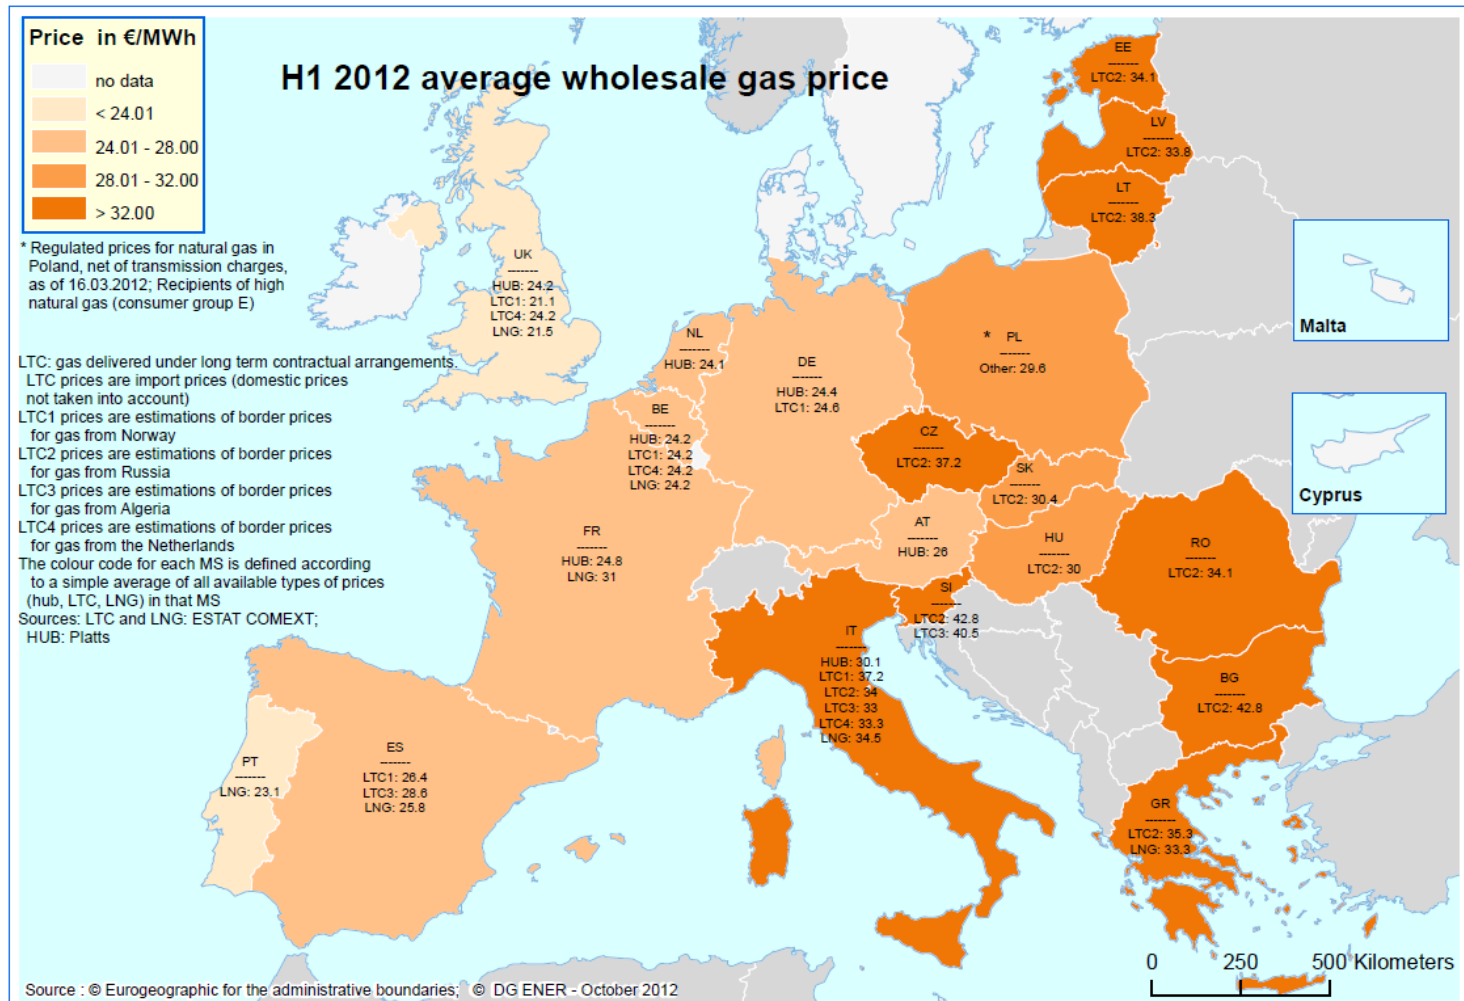 Price in €/MWh
no data
< 24.01
24.01 - 28.00
28.01 - 32.00
> 32.00
H1 2012 average wholesale gas price
* Regulated prices for natural gas in
Poland, net of transmission charges,
as of 16.03.2012; Recipients of high
natural gas (consumer group E)
LTC: gas delivered under long term contractual arrangements.
LTC prices are import prices (domestic prices
not taken into account)
LTC1 prices are estimations of border prices
for gas from Norway
LTC2 prices are estimations of border prices
for gas from Russia
LTC3 prices are estimations of border prices
for gas from Algeria
LTC4 prices are estimations of border prices
for gas from the Netherlands
The colour code for each MS is defined according
to a simple average of all available types of prices
(hub, LTC, LNG) in that MS
Sources: LTC and LNG: ESTAT COMEXT;
HUB: Platts
EE
-------
LTC2: 34.1
LV
-------
LTC2: 33.8
LT
-------
LTC2: 38.3
UK
-------
HUB: 24.2
LTC1: 21.1
LTC4: 24.2
LNG: 21.5
NL
-------
HUB: 24.1
DE
-------
HUB: 24.4
LTC1: 24.6
* PL
-------
Other: 29.6
BE
-------
HUB: 24.2
LTC1: 24.2
LTC4: 24.2
LNG: 24.2
CZ
-------
LTC2: 37.2
SK
-------
LTC2: 30.4
FR
-------
HUB: 24.8
LNG: 31
AT
-------
HUB: 26
HU
-------
LTC2: 30
RO
-------
LTC2: 34.1
SI
-------
LTC2: 42.8
LTC3: 40.5
IT
-------
HUB: 30.1
LTC1: 37.2
LTC2: 34
LTC3: 33
LTC4: 33.3
LNG: 34.5
BG
-------
LTC2: 42.8
PT
-------
LNG: 23.1
ES
-------
LTC1: 26.4
LTC3: 28.6
LNG: 25.8
GR
-------
LTC2: 35.3
LNG: 33.3
Malta
Cyprus
0 250 500 Kilometers
Source : © Eurogeographic for the administrative boundaries; © DG ENER - October 2012